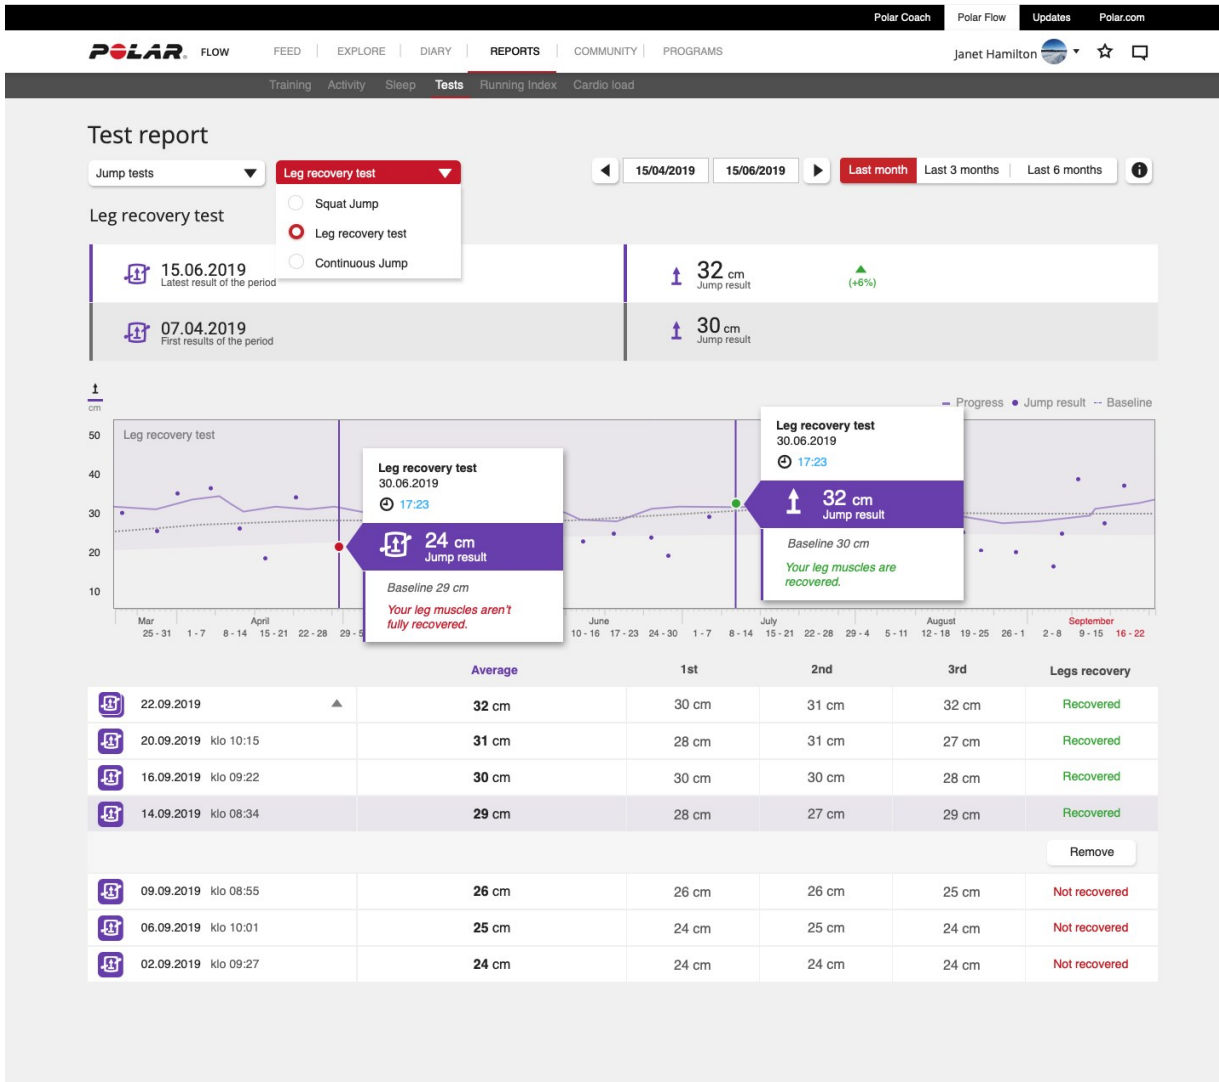 Polar Coach Polar Flow Updates Polar.com
POLAR. FLOW FEED EXPLORE DIARY REPORTS COMMUNITY PROGRAMS Janet Hamilton
Training Activity Sleep Tests Running Index Cardio load
Test report
Jump tests Leg recovery test 15/04/2019 15/06/2019 Last month Last 3 months Last 6 months
Squat Jump
Leg recovery test
Continuous Jump
Leg recovery test
15.06.2019
Latest result of the period
32 cm
Jump result
(+6%)
07.04.2019
First results of the period
30 cm
Jump result
cm
Progress Jump result -- Baseline
50
40
30
20
10
Leg recovery test
Leg recovery test
30.06.2019
17:23
24 cm
Jump result
Baseline 29 cm
Your leg muscles aren't
fully recovered.
Leg recovery test
30.06.2019
17:23
32 cm
Jump result
Baseline 30 cm
Your leg muscles are
recovered.
Mar April June July August September
25 - 31 1 - 7 8 - 14 15 - 21 22 - 28 29 - 5 10 - 16 17 - 23 24 - 30 1 - 7 8 - 14 15 - 21 22 - 28 29 - 4 5 - 11 12 - 18 19 - 25 26 - 1 2 - 8 9 - 15 16 - 22
Average 1st 2nd 3rd Legs recovery
22.09.2019 32 cm 30 cm 31 cm 32 cm Recovered
20.09.2019 klo 10:15 31 cm 28 cm 31 cm 27 cm Recovered
16.09.2019 klo 09:22 30 cm 30 cm 30 cm 28 cm Recovered
14.09.2019 klo 08:34 29 cm 28 cm 27 cm 29 cm Recovered
Remove
09.09.2019 klo 08:55 26 cm 26 cm 26 cm 25 cm Not recovered
06.09.2019 klo 10:01 25 cm 24 cm 25 cm 24 cm Not recovered
02.09.2019 klo 09:27 24 cm 24 cm 24 cm 24 cm Not recovered